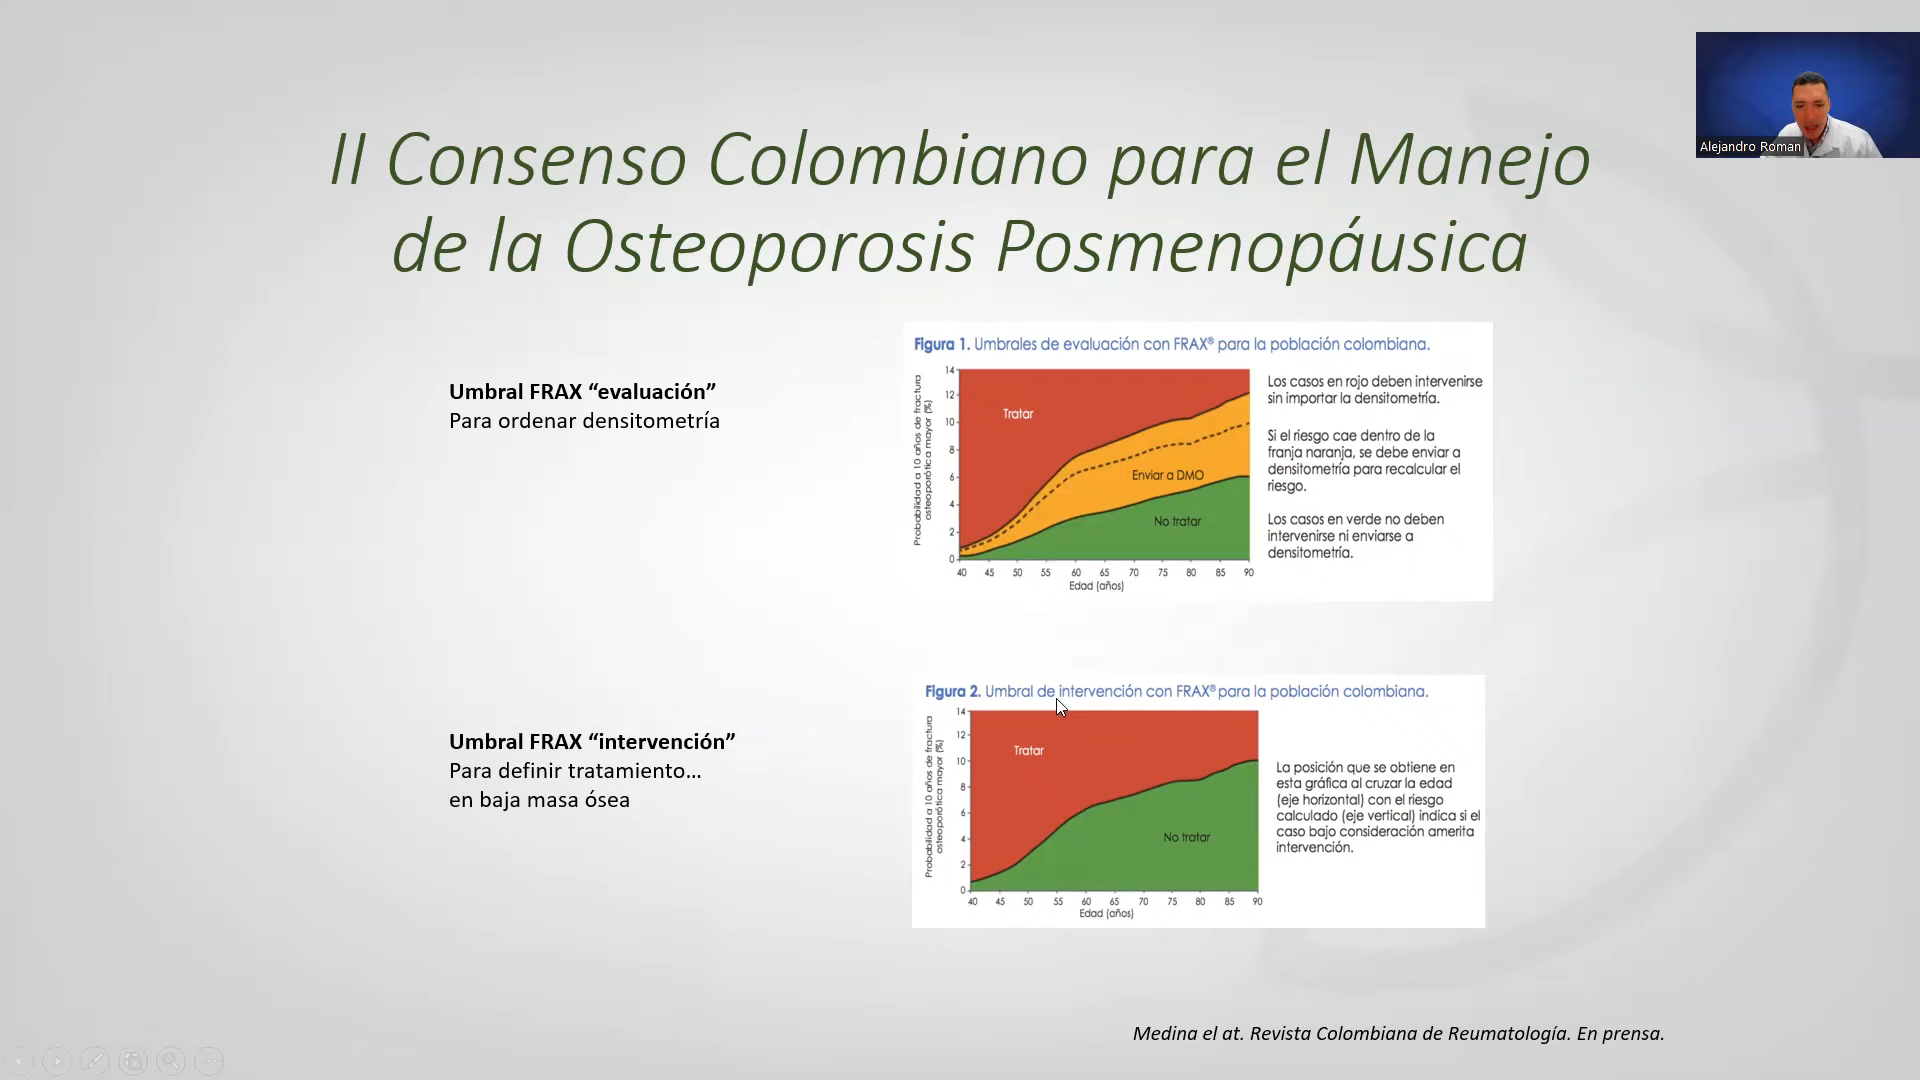 Alejandro Roman
II Consenso Colombiano para el Manejo
de la Osteoporosis Posmenopáusica
Umbral FRAX “evaluación”
Para ordenar densitometría
Figura 1. Umbrales de evaluación con FRAX® para la población colombiana.
Probabilidad a 10 años de fractura
osteoporótica mayor (%)
14
12
10
8
6
4
2
0
Tratar
Enviar a DMO
No tratar
40 45 50 55 60 65 70 75 80 85 90
Edad (años)
Los casos en rojo deben intervenirse
sin importar la densitometría.
Si el riesgo cae dentro de la
franja naranja, se debe enviar a
densitometría para recalcular el
riesgo.
Los casos en verde no deben
intervenirse ni enviarse a
densitometría.
Umbral FRAX “intervención”
Para definir tratamiento...
en baja masa ósea
Figura 2. Umbral de intervención con FRAX® para la población colombiana.
Probabilidad a 10 años de fractura
osteoporótica mayor (%)
14
12
10
8
6
4
2
0
Tratar
No tratar
40 45 50 55 60 65 70 75 80 85 90
Edad (años)
La posición que se obtiene en
esta gráfica al cruzar la edad
(eje horizontal) con el riesgo
calculado (eje vertical) indica si el
caso bajo consideración amerita
intervención.
Medina el at. Revista Colombiana de Reumatología. En prensa.